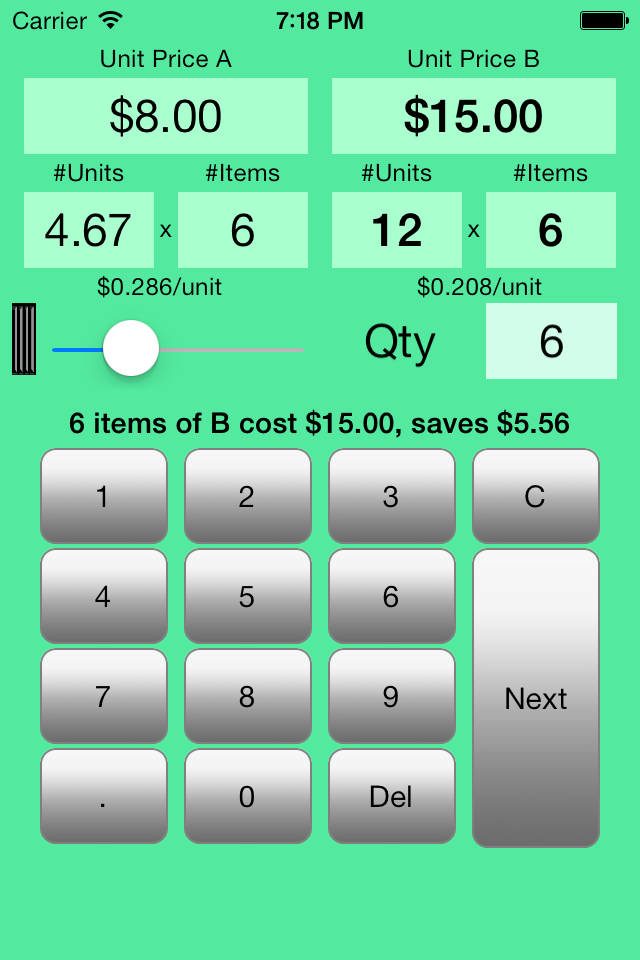 Carrier 7:18 PM
Unit Price A Unit Price B
$8.00 $15.00
#Units #Items #Units #Items
4.67 x 6 12 x 6
$0.286/unit $0.208/unit
Qty 6
6 items of B cost $15.00, saves $5.56
1 2 3 C
4 5 6
7 8 9 Next
. 0 Del